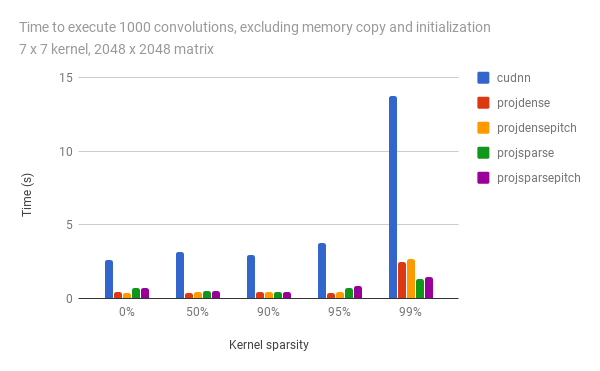 Time to execute 1000 convolutions, excluding memory copy and initialization
7 x 7 kernel, 2048 x 2048 matrix
15
10
5
0
Time (s)
0% 50% 90% 95% 99%
Kernel sparsity
cudnn
projdense
projdensepitch
projsparse
projsparsepitch